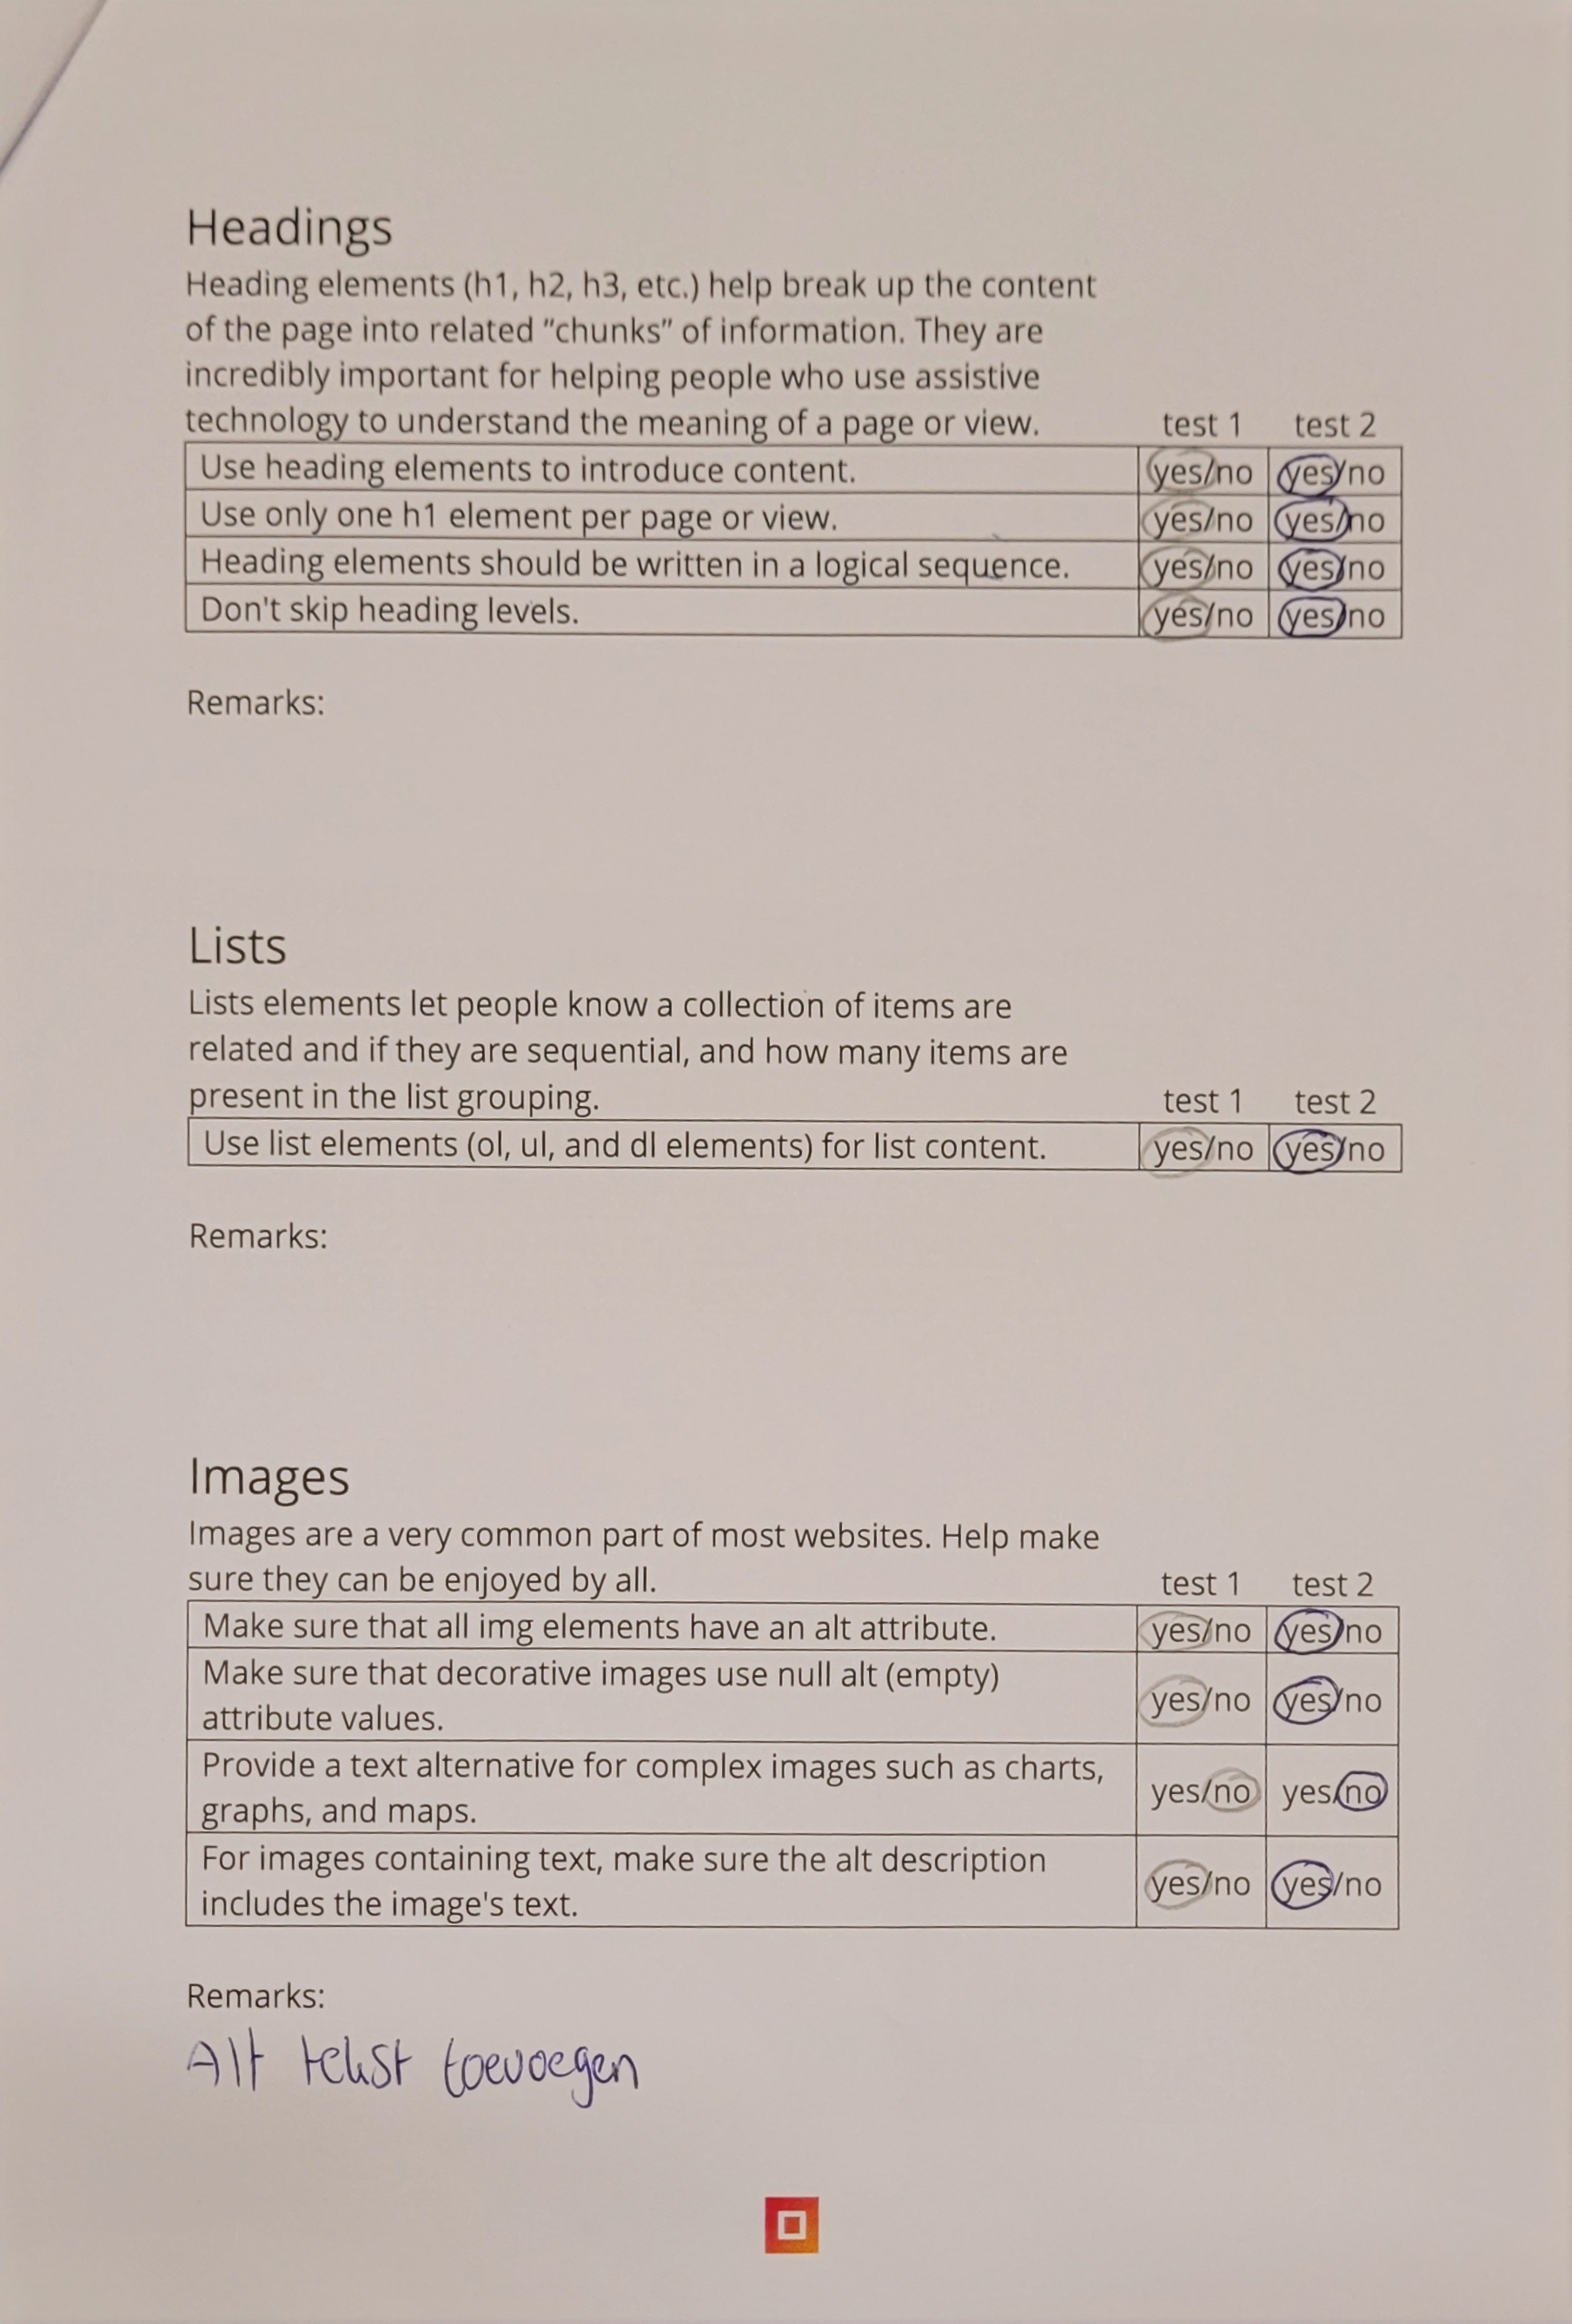 Headings
Heading elements (h1, h2, h3, etc.) help break up the content
of the page into related "chunks" of information. They are
incredibly important for helping people who use assistive
technology to understand the meaning of a page or view. test 1 test 2
Use heading elements to introduce content. yes/no yes/no
Use only one h1 element per page or view. yes/no yes/no
Heading elements should be written in a logical sequence. yes/no yes/no
Don't skip heading levels. yes/no yes/no
Remarks:
Lists
Lists elements let people know a collection of items are
related and if they are sequential, and how many items are
present in the list grouping. test 1 test 2
Use list elements (ol, ul, and dl elements) for list content. yes/no yes/no
Remarks:
Images
Images are a very common part of most websites. Help make
sure they can be enjoyed by all. test 1 test 2
Make sure that all img elements have an alt attribute. yes/no yes/no
Make sure that decorative images use null alt (empty)
attribute values. yes/no yes/no
Provide a text alternative for complex images such as charts,
graphs, and maps. yes/no yes/no
For images containing text, make sure the alt description
includes the image's text. yes/no yes/no
Remarks:
Alt tekst toevoegen